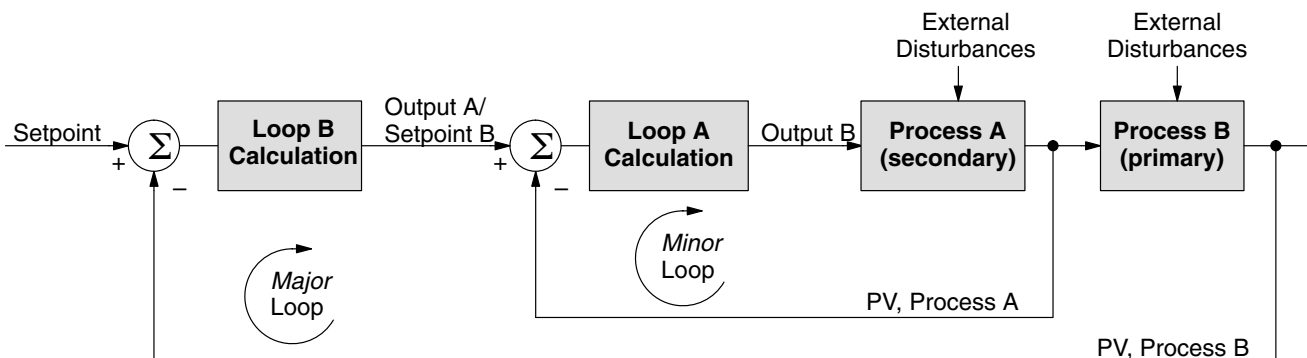 External
Disturbances
External
Disturbances
Setpoint
+
Σ
−
Loop B
Calculation
Output A/
Setpoint B
+
Σ
−
Loop A
Calculation
Output B
Process A
(secondary)
Process B
(primary)
Major
Loop
Minor
Loop
PV, Process A
PV, Process B